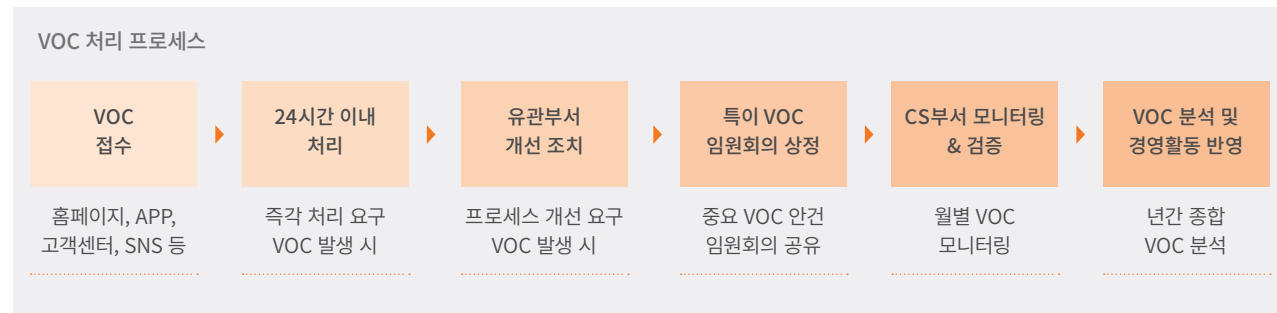 VOC 처리 프로세스
VOC
접수
24시간 이내
처리
유관부서
개선 조치
특이 VOC
임원회의 상정
CS부서 모니터링
& 검증
VOC 분석 및
경영활동 반영
홈페이지, APP,
고객센터, SNS 등
즉각 처리 요구
VOC 발생 시
프로세스 개선 요구
VOC 발생 시
중요 VOC 안건
임원회의 공유
월별 VOC
모니터링
년간 종합
VOC 분석